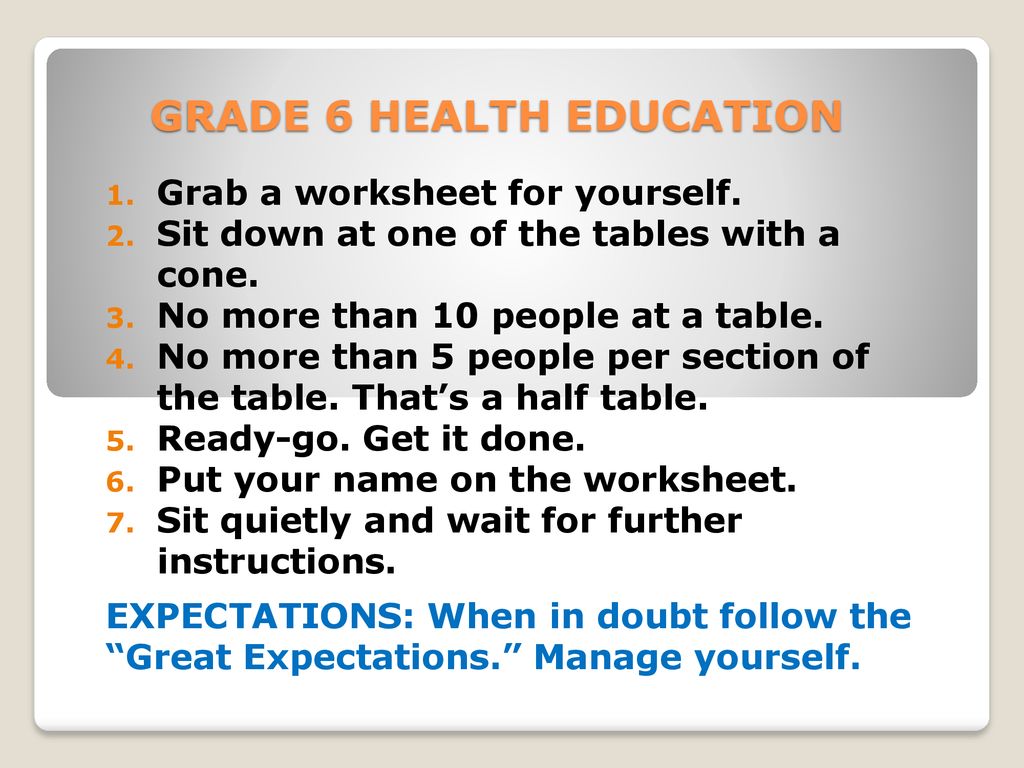 GRADE 6 HEALTH EDUCATION
1. Grab a worksheet for yourself.
2. Sit down at one of the tables with a
cone.
3. No more than 10 people at a table.
4. No more than 5 people per section of
the table. That’s a half table.
5. Ready-go. Get it done.
6. Put your name on the worksheet.
7. Sit quietly and wait for further
instructions.
EXPECTATIONS: When in doubt follow the
“Great Expectations.” Manage yourself.